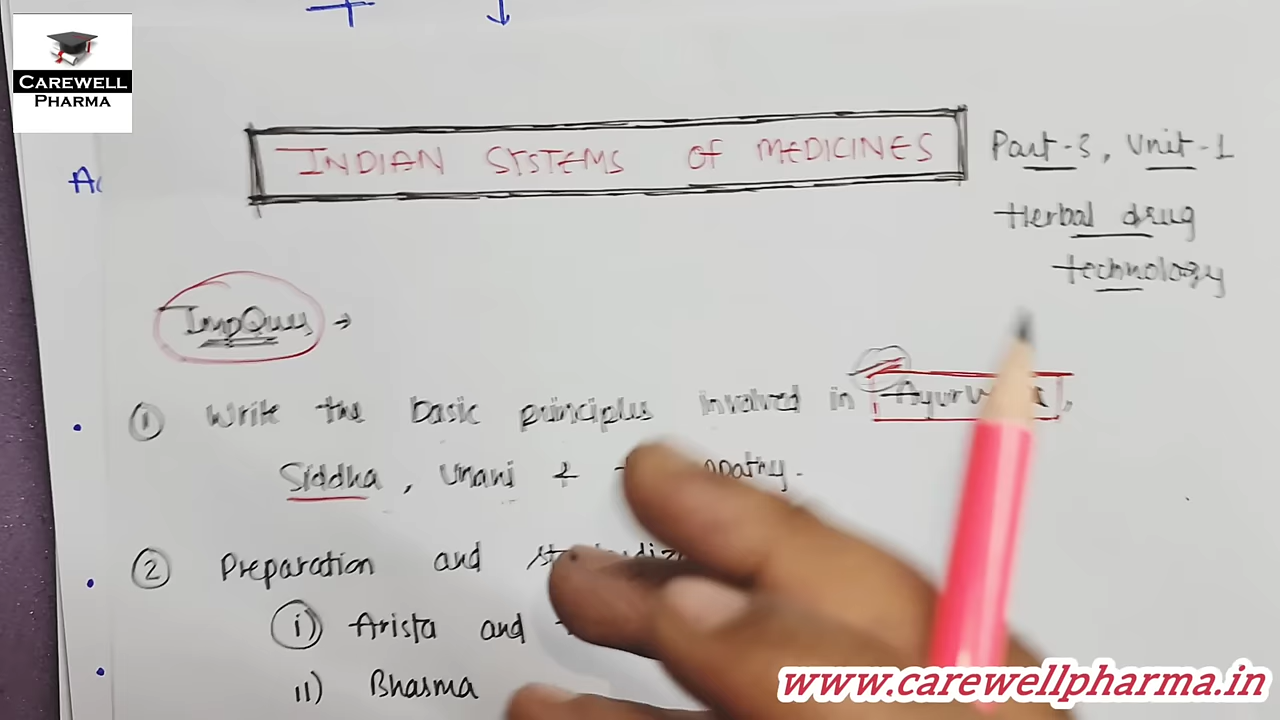 CAREWELL
PHARMA
INDIAN SYSTEMS OF MEDICINES
Part-3, Unit-1
Herbal drug
technology
Imp Ques →
① Write the basic principles involved in
Siddha, Unani &
② Preparation and
i) Arista and
ii) Bhasma
www.carewellpharma.in